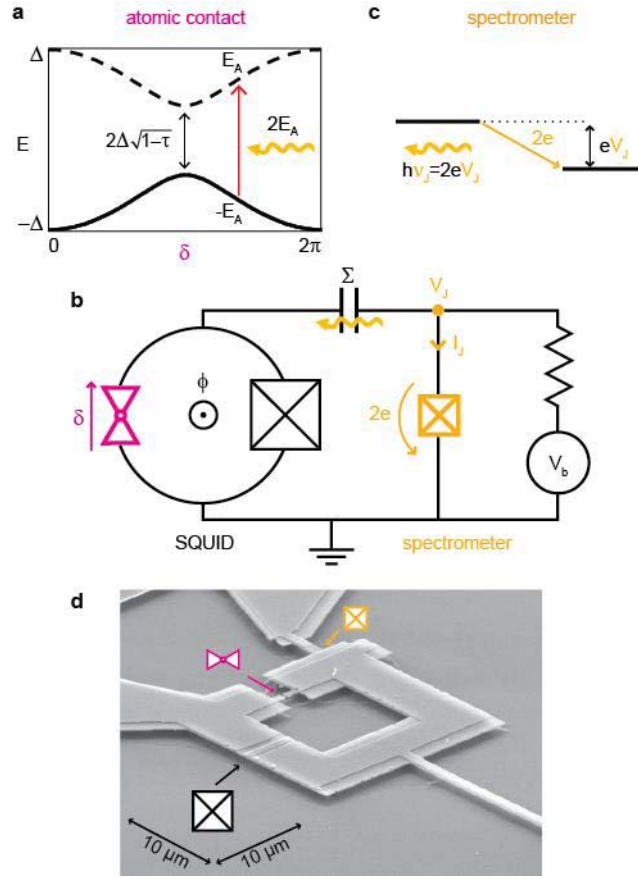 a
atomic contact
Δ
E_A
2Δ√1−τ
2E_A
E
-E_A
−Δ
0
δ
2π
c
spectrometer
2e
eV_J
hν_J=2eV_J
b
Σ
V_J
I_J
ϕ
δ
2e
V_b
SQUID
spectrometer
d
10 µm
10 µm